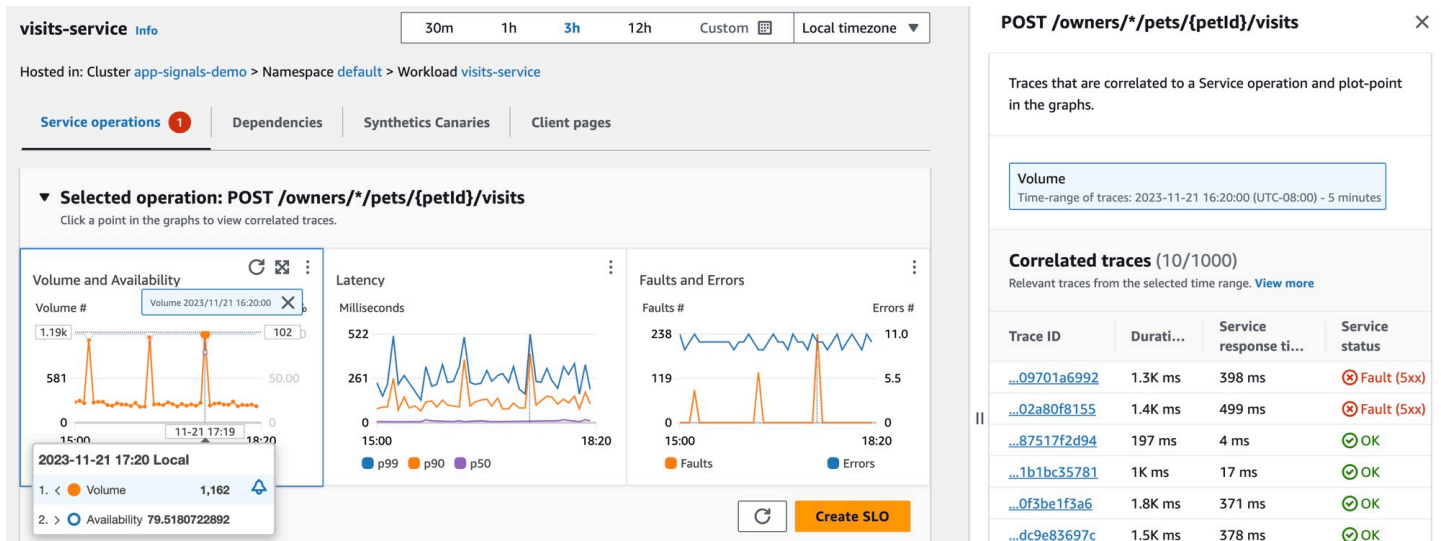 visits-service Info
30m 1h 3h 12h Custom Local timezone
Hosted in: Cluster app-signals-demo > Namespace default > Workload visits-service
Service operations 1 Dependencies Synthetics Canaries Client pages
Selected operation: POST /owners/*/pets/{petId}/visits
Click a point in the graphs to view correlated traces.
Volume and Availability
Volume #
Volume 2023/11/21 16:20:00
1.19k 102
581 50.00
0 0
11-21 17:19
15:00 18:20
2023-11-21 17:20 Local
1. < Volume 1,162
2. > Availability 79.5180722892
Latency
Milliseconds
522
261
0
15:00 18:20
p99 p90 p50
Faults and Errors
Faults # Errors #
238 11.0
119 5.5
0 0
15:00 18:20
Faults Errors
Create SLO
POST /owners/*/pets/{petId}/visits
Traces that are correlated to a Service operation and plot-point
in the graphs.
Volume
Time-range of traces: 2023-11-21 16:20:00 (UTC-08:00) - 5 minutes
Correlated traces (10/1000)
Relevant traces from the selected time range. View more
Trace ID Durati... Service response ti... Service status
...09701a6992 1.3K ms 398 ms Fault (5xx)
...02a80f8155 1.4K ms 499 ms Fault (5xx)
...87517f2d94 197 ms 4 ms OK
...1b1bc35781 1K ms 17 ms OK
...0f3be1f3a6 1.8K ms 371 ms OK
...dc9e83697c 1.5K ms 378 ms OK